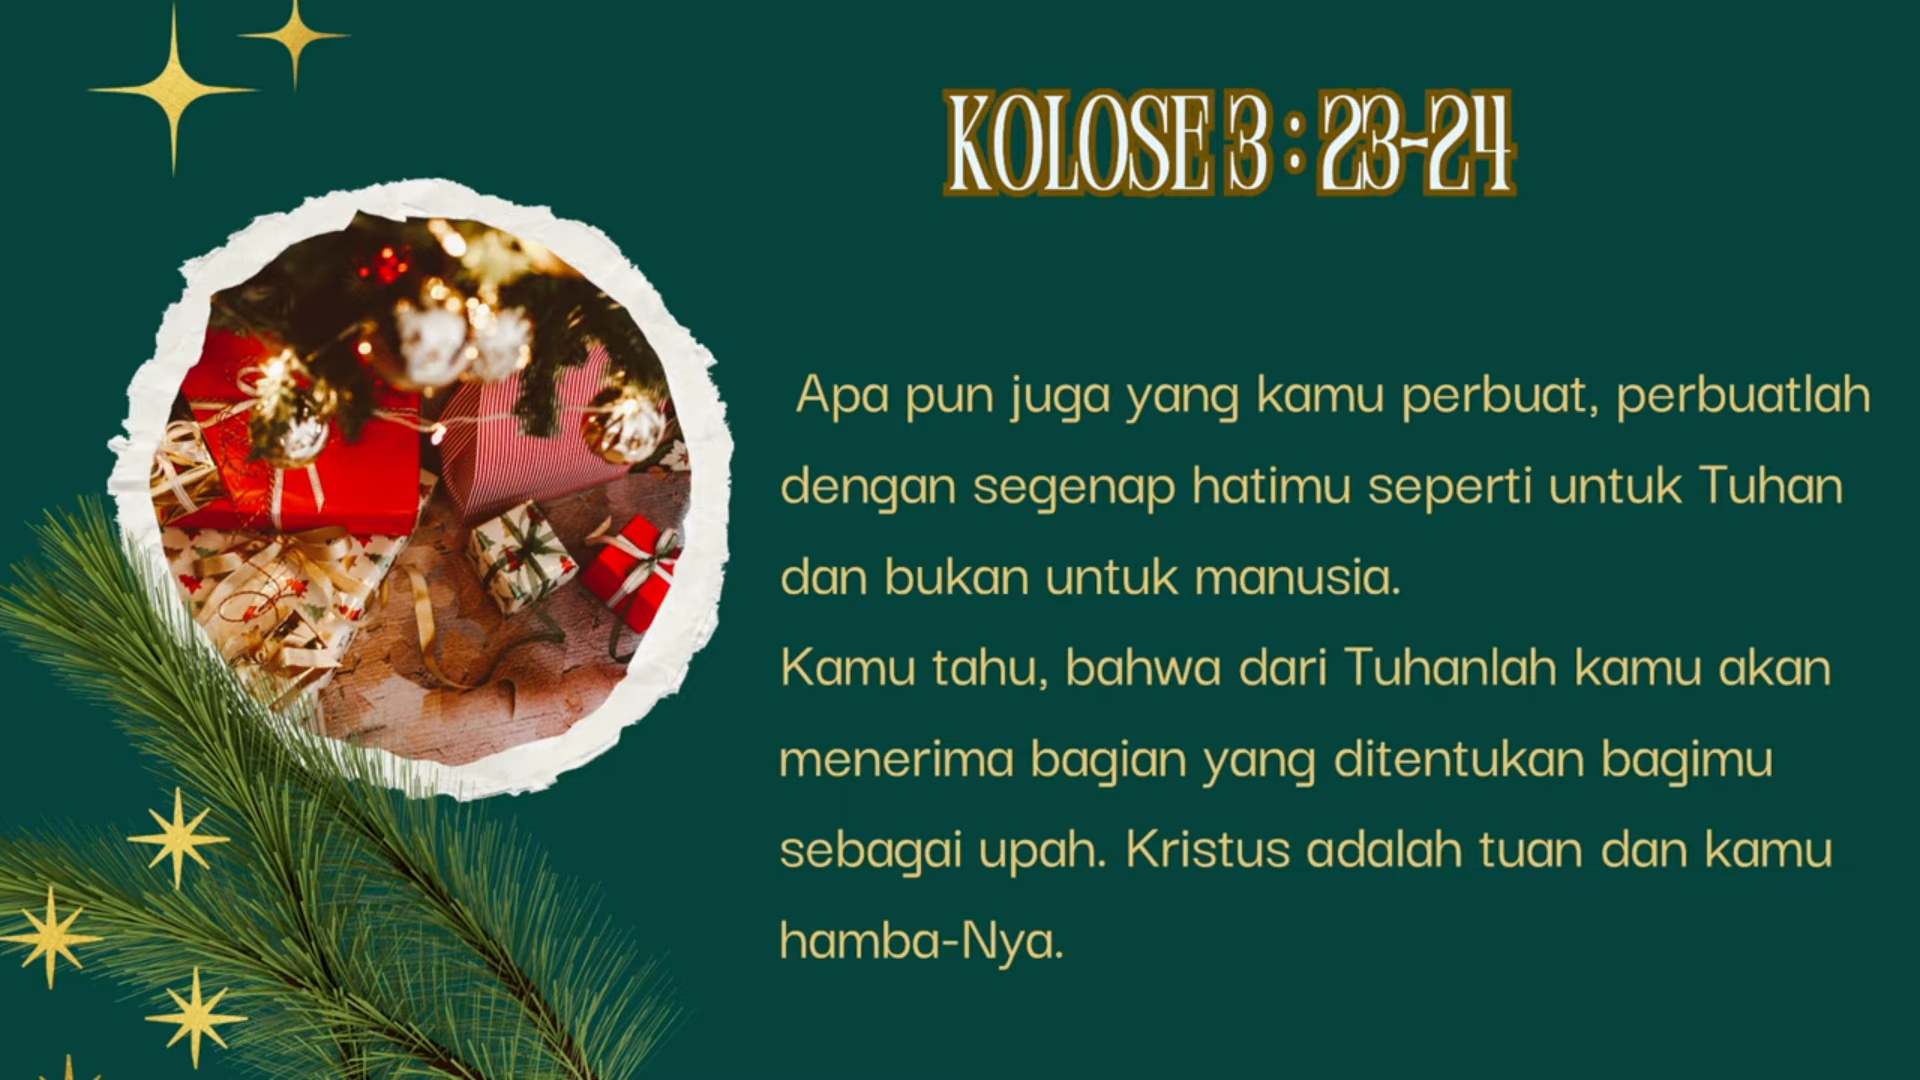 KOLOSE 3 : 23-24
Apa pun juga yang kamu perbuat, perbuatlah
dengan segenap hatimu seperti untuk Tuhan
dan bukan untuk manusia.
Kamu tahu, bahwa dari Tuhanlah kamu akan
menerima bagian yang ditentukan bagimu
sebagai upah. Kristus adalah tuan dan kamu
hamba-Nya.